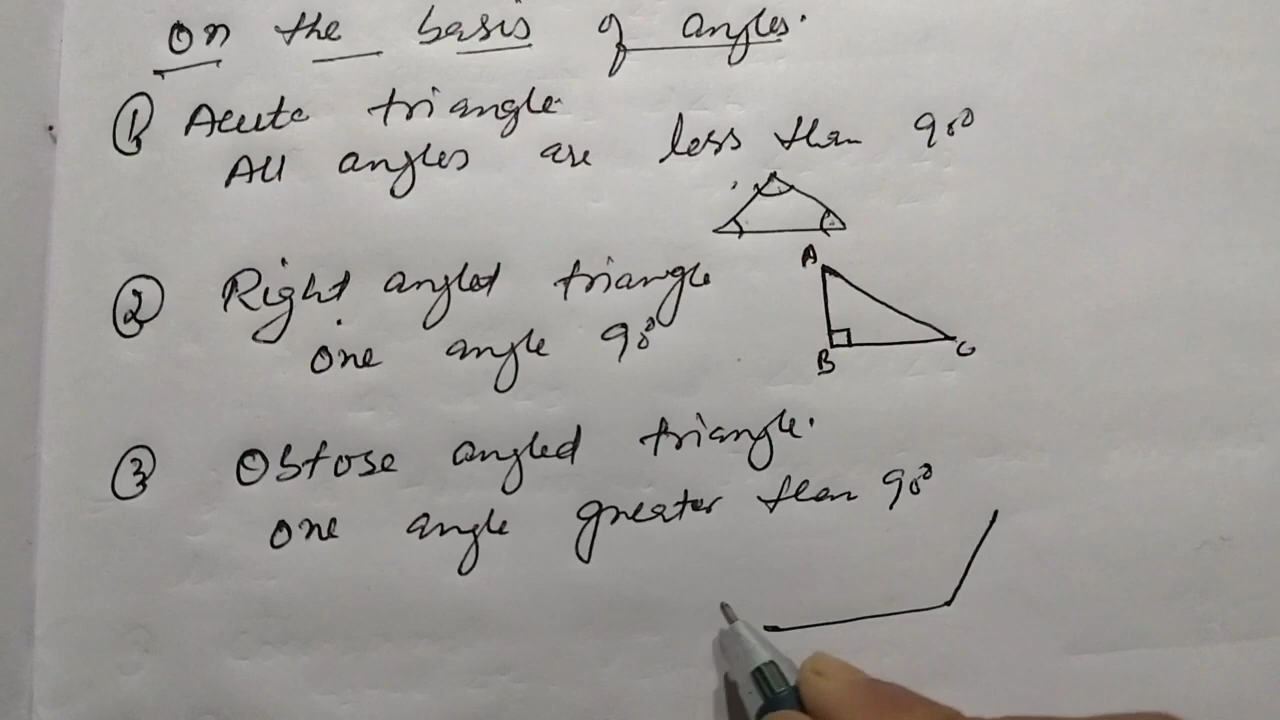 On the basis of angles.
① Acute triangle.
All angles are less than 90°
② Right angled triangle
A
one angle 90°
B
C
③ Obtose angled triangle.
one angle greater than 90°